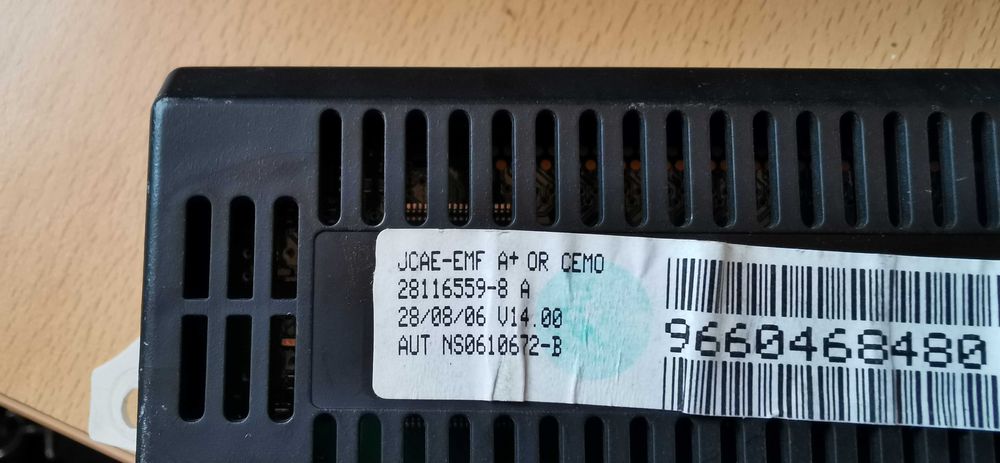 JCAE-EMF A+ OR CEMO
28116559-8 A
28/08/06 V14.00
AUT NS0610672-B
9660468480